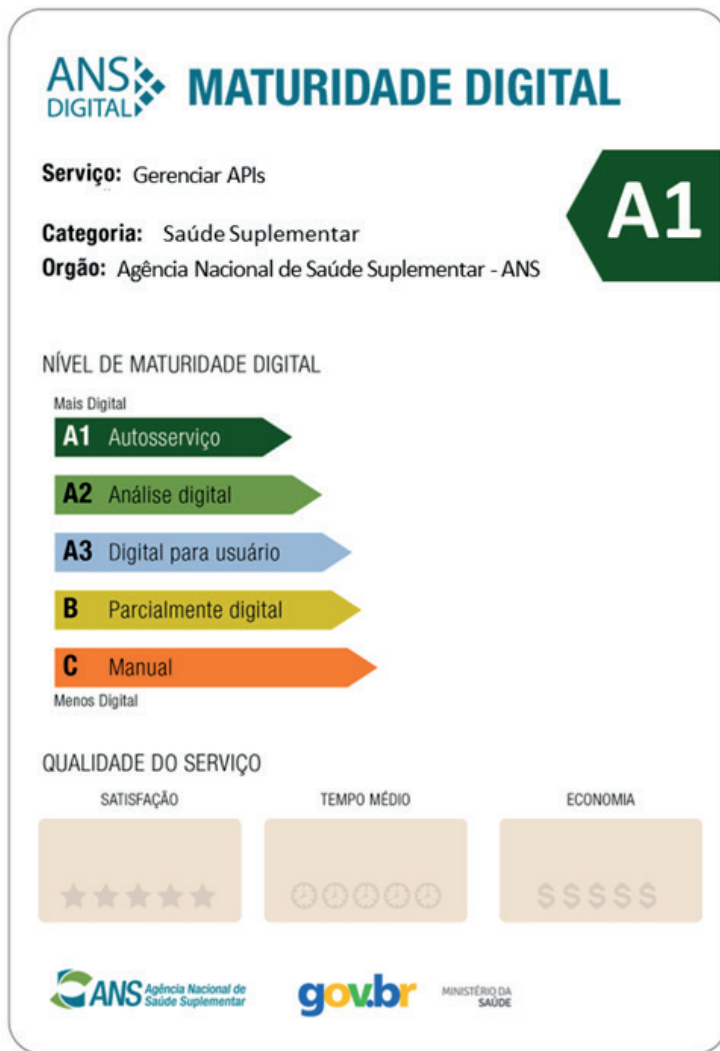 ANS
DIGITAL
MATURIDADE DIGITAL
Serviço: Gerenciar APIs
A1
Categoria: Saúde Suplementar
Orgão: Agência Nacional de Saúde Suplementar - ANS
NÍVEL DE MATURIDADE DIGITAL
Mais Digital
A1 Autosserviço
A2 Análise digital
A3 Digital para usuário
B Parcialmente digital
C Manual
Menos Digital
QUALIDADE DO SERVIÇO
SATISFAÇÃO TEMPO MÉDIO ECONOMIA
$$$$$
ANS Agência Nacional de
Saúde Suplementar
gov.br
MINISTÉRIO DA
SAÚDE